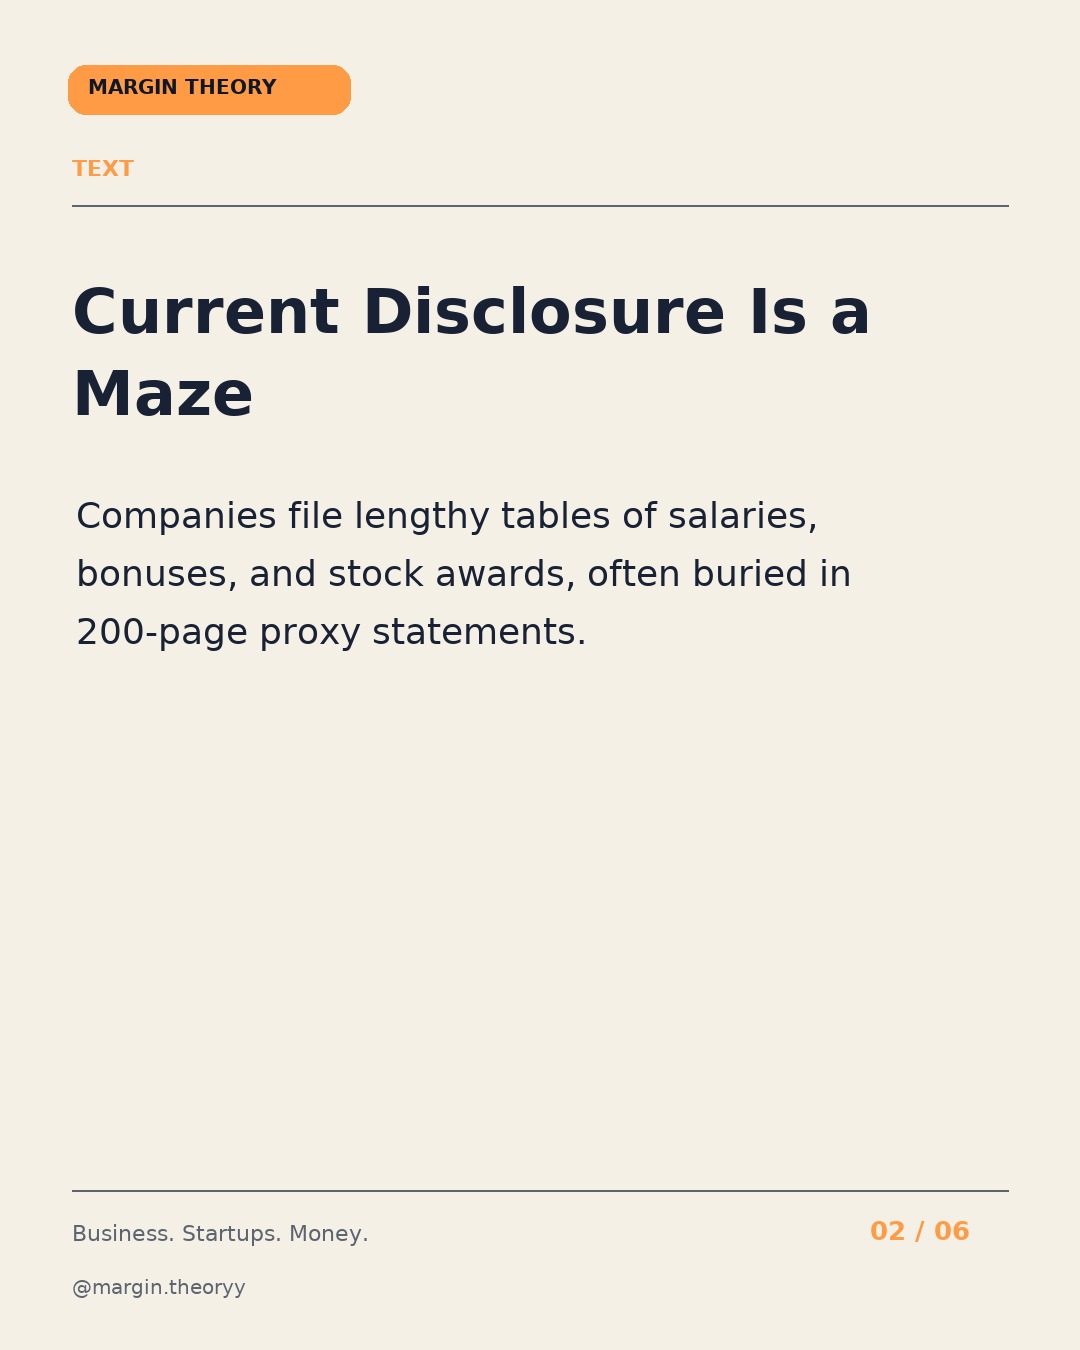 MARGIN THEORY
TEXT
Current Disclosure Is a
Maze
Companies file lengthy tables of salaries,
bonuses, and stock awards, often buried in
200-page proxy statements.
Business. Startups. Money.
02 / 06
@margin.theoryy